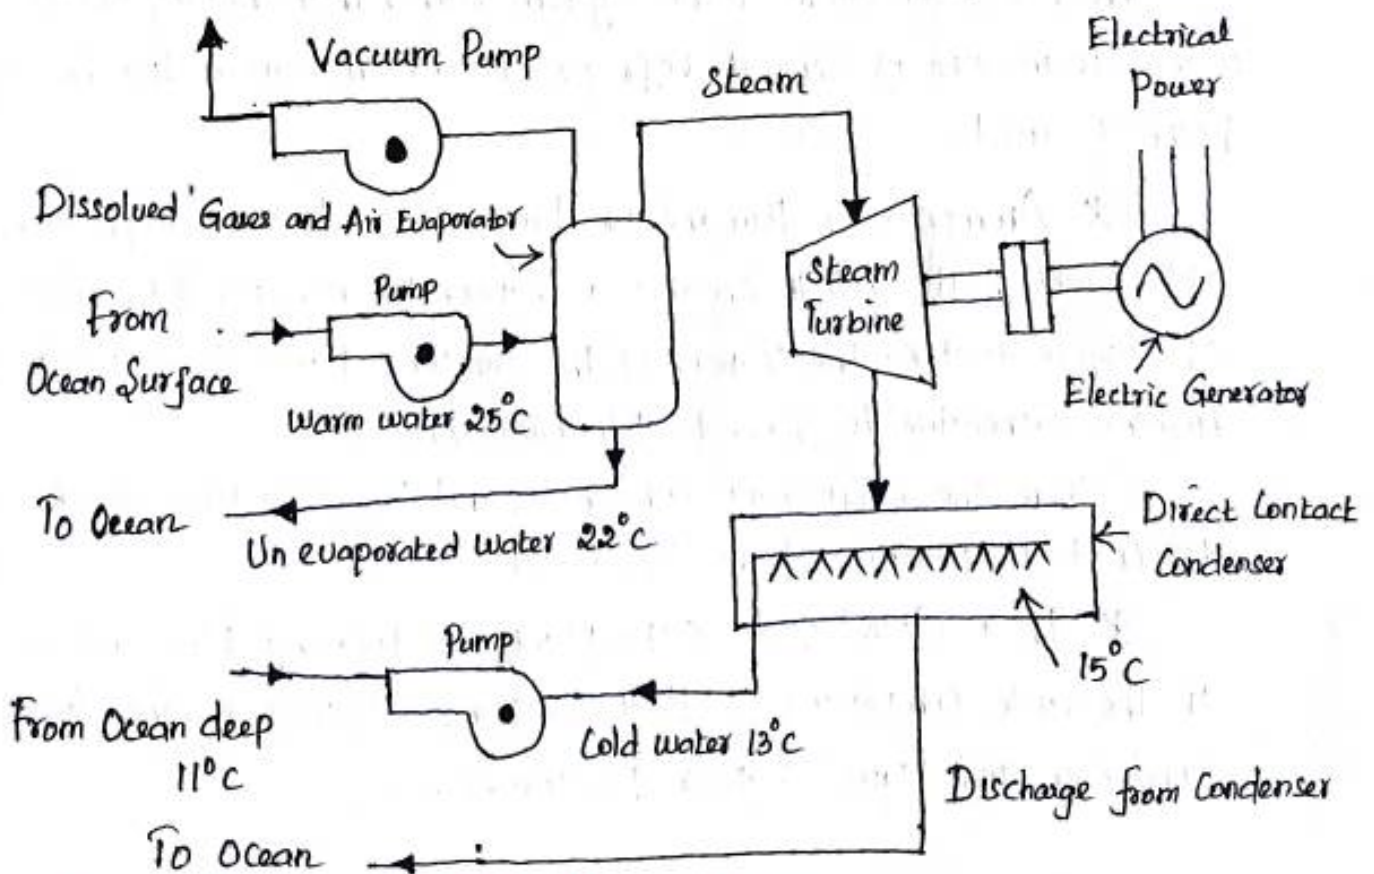 Vacuum Pump
Steam
Electrical
Power
Dissolved Gases and Air Evaporator
Pump
From
Ocean Surface
Warm water 25°C
Steam
Turbine
Electric Generator
To Ocean
Un evaporated water 22°C
Direct Contact
Condenser
15°C
Pump
From Ocean deep
11°C
Cold water 13°C
Discharge from Condenser
To Ocean